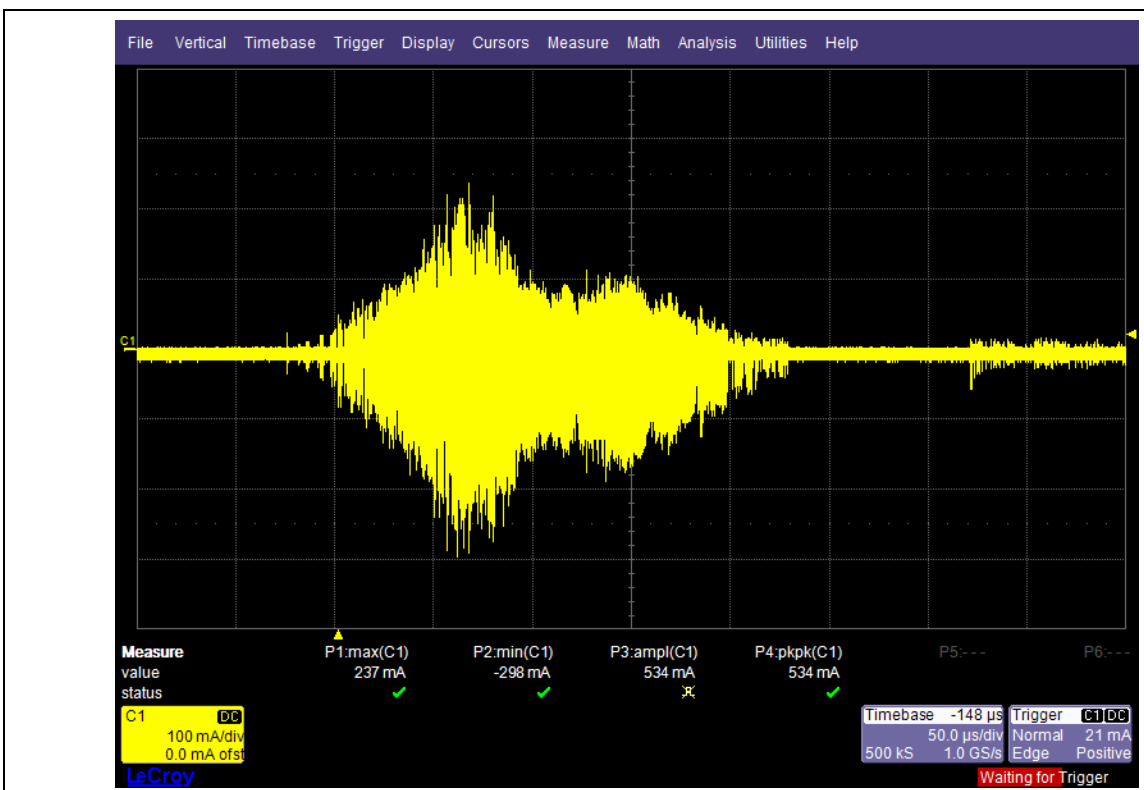 File Vertical Timebase Trigger Display Cursors Measure Math Analysis Utilities Help
C1
Measure P1:max(C1) P2:min(C1) P3:ampl(C1) P4:pkpk(C1) P5:--- P6:---
value 237 mA -298 mA 534 mA 534 mA
status
C1 DC
100 mA/div
0.0 mA ofst
Timebase -148 µs
50.0 µs/div
500 kS 1.0 GS/s
Trigger C1 DC
Normal 21 mA
Edge Positive
LeCroy
Waiting for Trigger